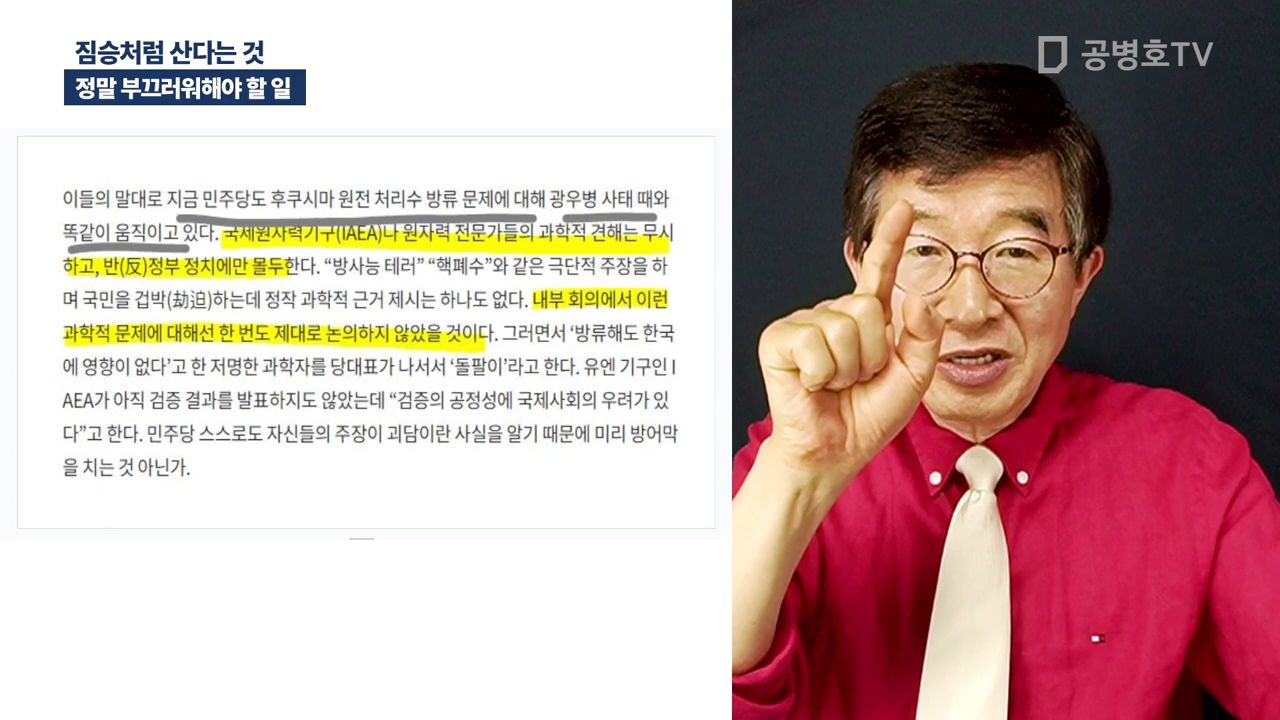 짐승처럼 산다는 것
정말 부끄러워해야 할 일
공병호TV
이들의 말대로 지금 민주당도 후쿠시마 원전 처리수 방류 문제에 대해 광우병 사태 때와
똑같이 움직이고 있다. 국제원자력기구(IAEA)나 원자력 전문가들의 과학적 견해는 무시
하고, 반(反)정부 정치에만 몰두한다. “방사능 테러” “핵폐수”와 같은 극단적 주장을 하
며 국민을 겁박(劫迫)하는데 정작 과학적 근거 제시는 하나도 없다. 내부 회의에서 이런
과학적 문제에 대해선 한 번도 제대로 논의하지 않았을 것이다. 그러면서 ‘방류해도 한국
에 영향이 없다’고 한 저명한 과학자를 당대표가 나서서 ‘돌팔이’라고 한다. 유엔 기구인 I
AEA가 아직 검증 결과를 발표하지도 않았는데 “검증의 공정성에 국제사회의 우려가 있
다”고 한다. 민주당 스스로도 자신들의 주장이 괴담이란 사실을 알기 때문에 미리 방어막
을 치는 것 아닌가.